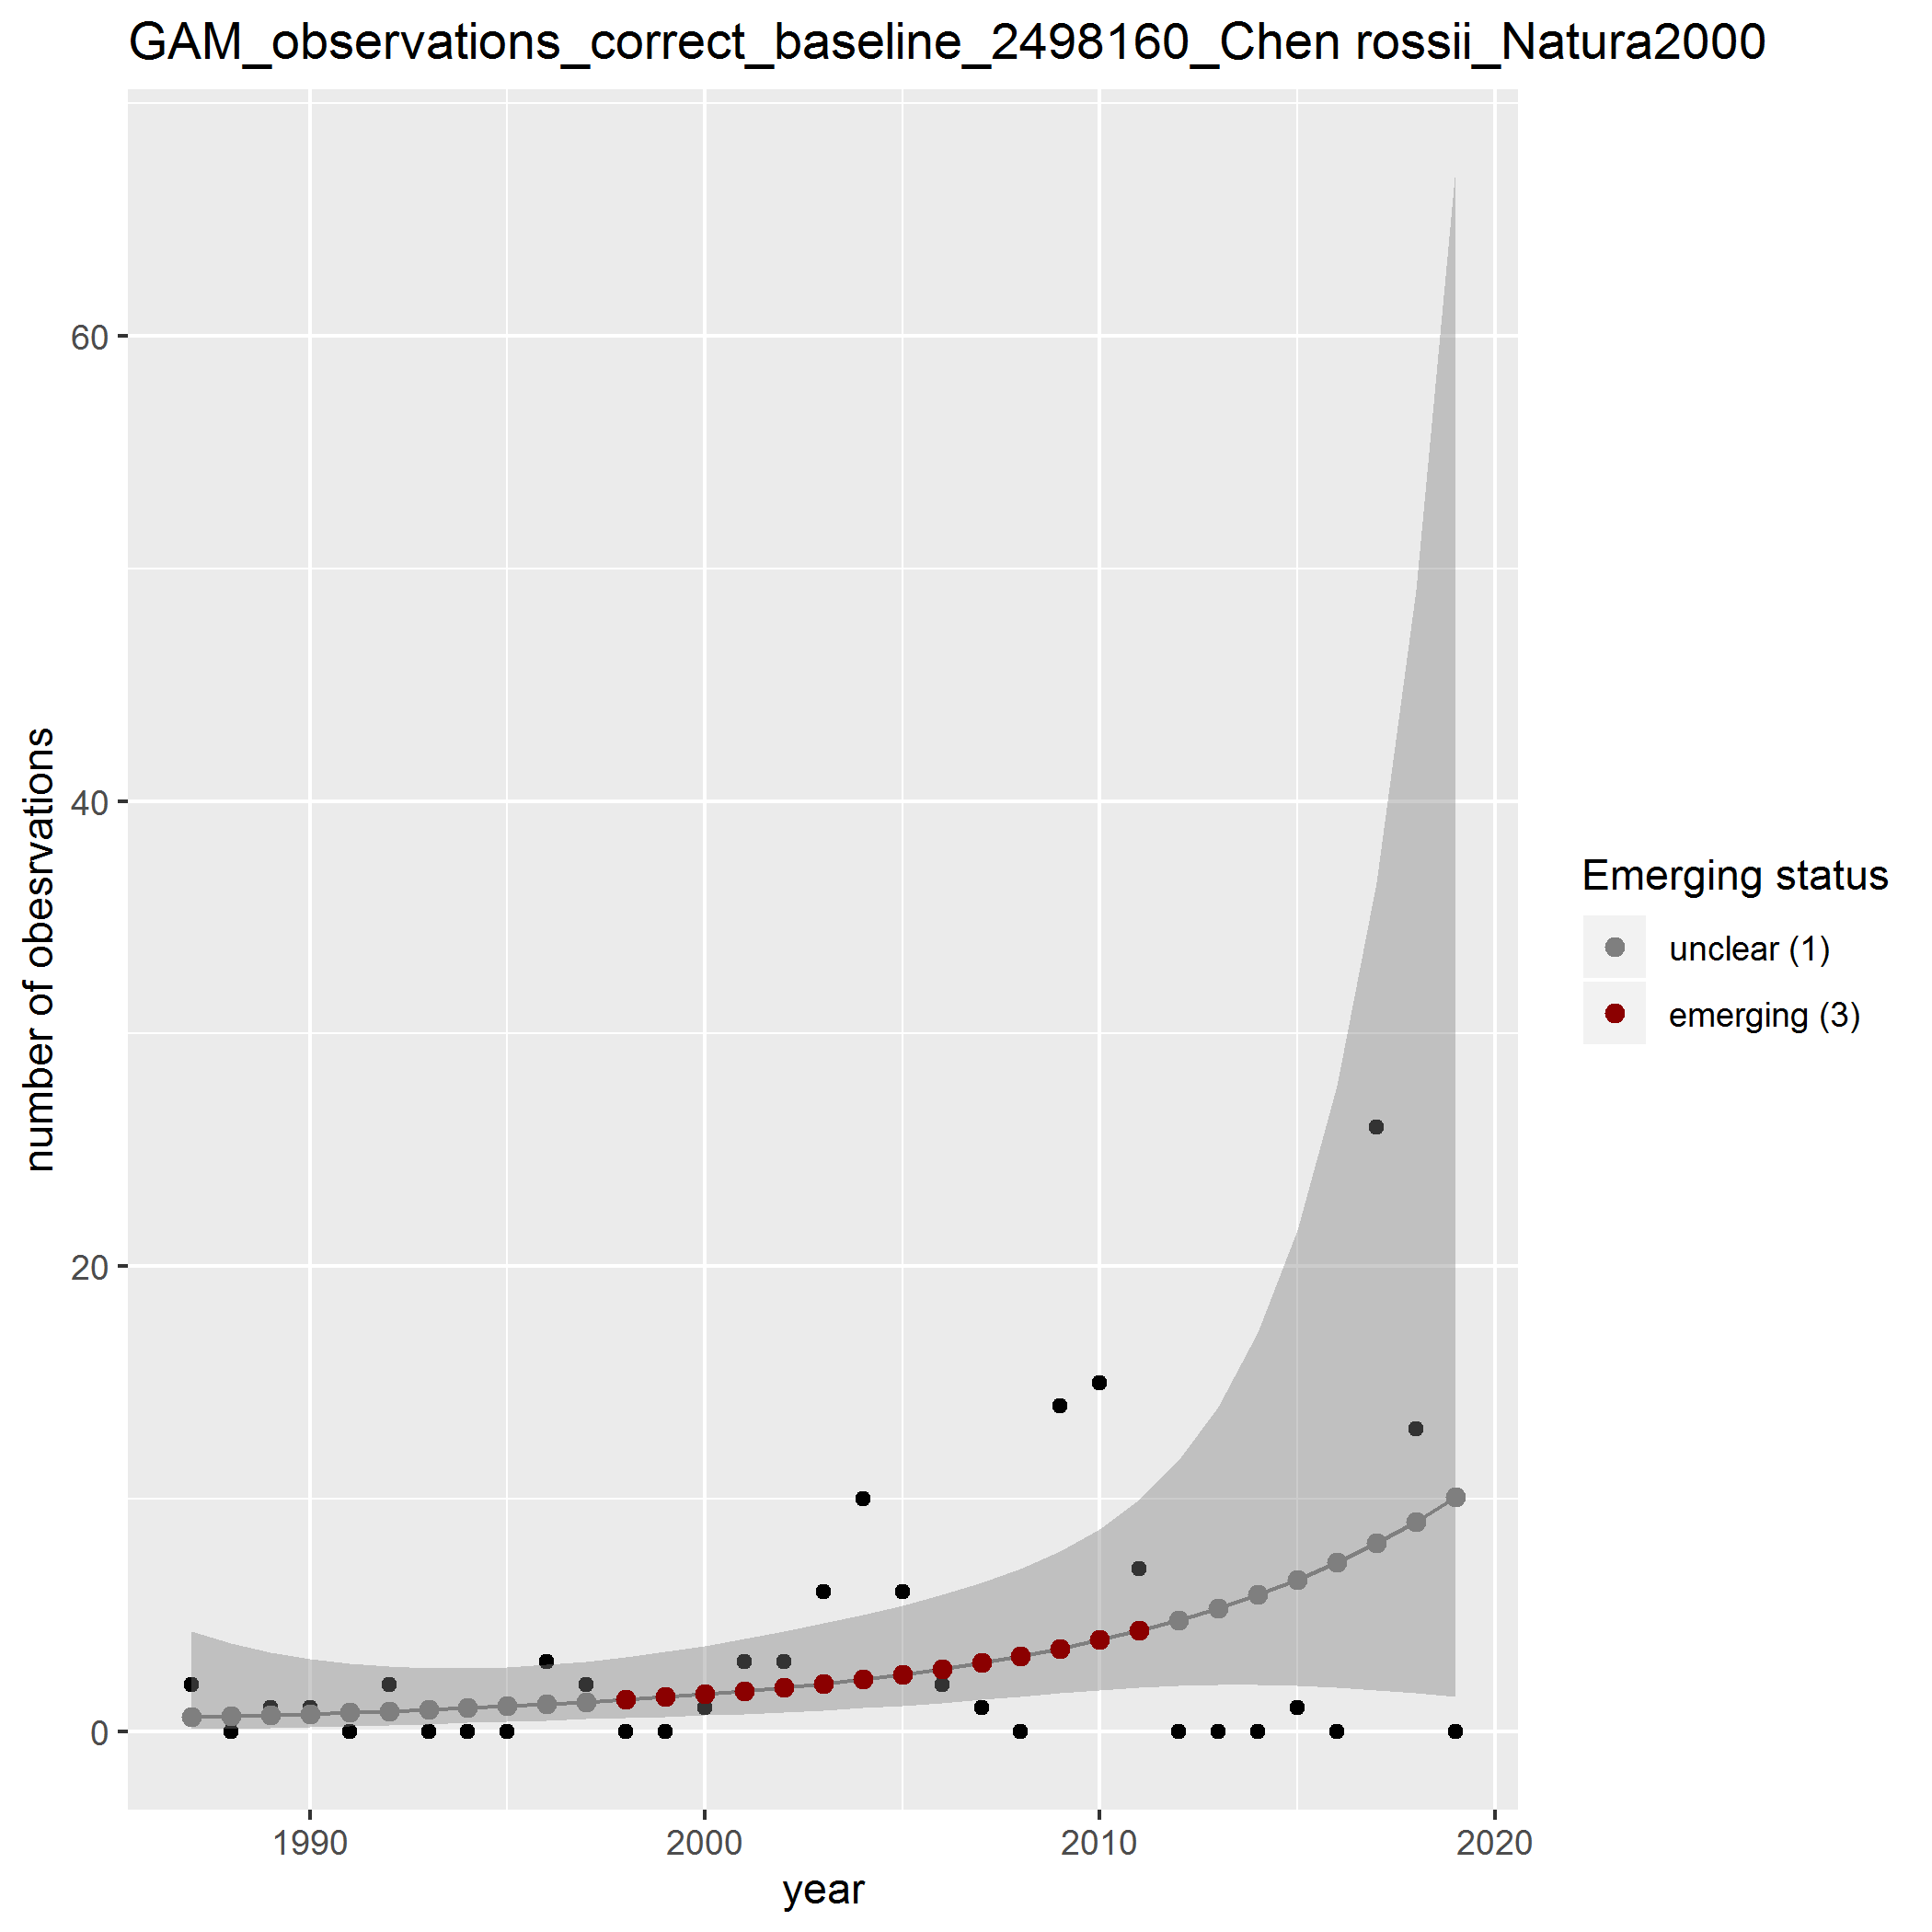 GAM_observations_correct_baseline_2498160_Chen rossii_Natura2000
number of obesrvations
60
40
20
0
1990
2000
2010
2020
year
Emerging status
unclear (1)
emerging (3)